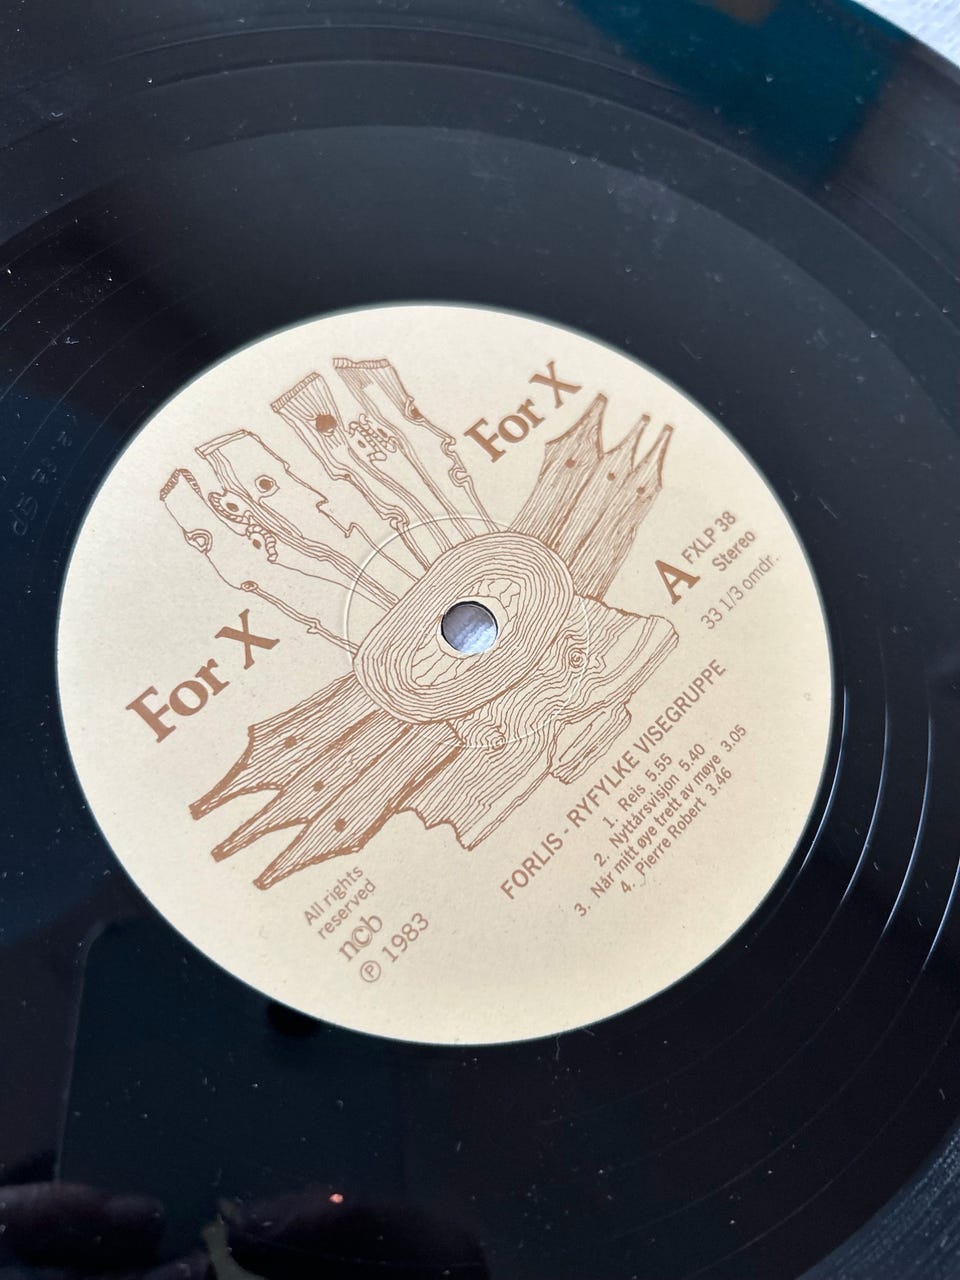 For X
For X
A
FXLP 38
Stereo
33 1/3 omdr.
FORLIS - RYFYLKE VISEGRUPPE
1. Reis 5.55
2. Nyttårsvisjon 5.40
3. Når mitt øye trett av møye 3.05
4. Pierre Robert 3.46
All rights
reserved
ncb
Ⓟ 1983